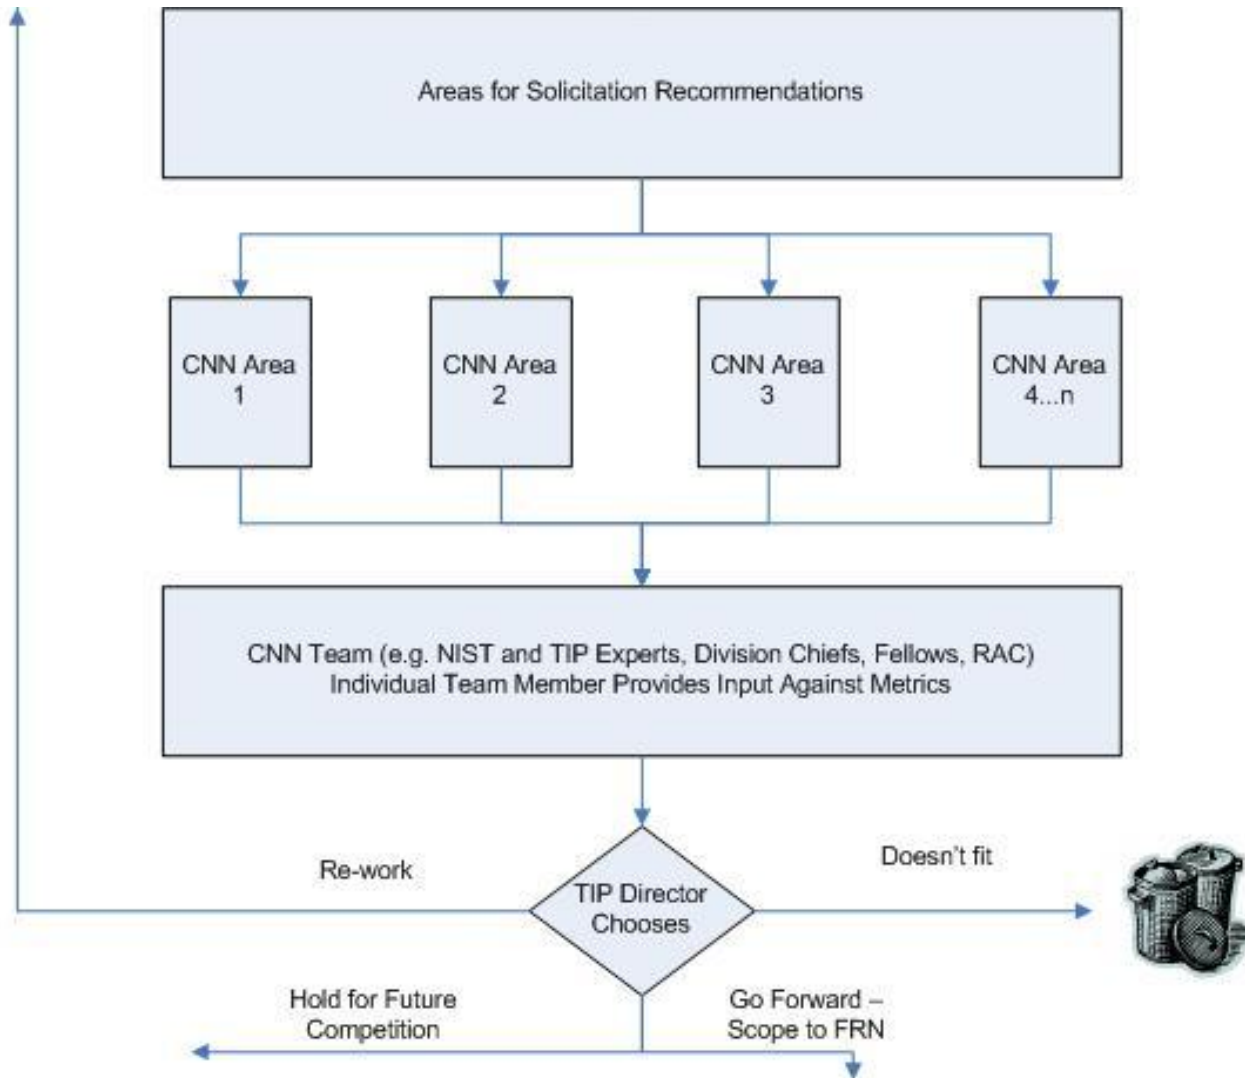 Areas for Solicitation Recommendations
CNN Area
1
CNN Area
2
CNN Area
3
CNN Area
4...n
CNN Team (e.g. NIST and TIP Experts, Division Chiefs, Fellows, RAC)
Individual Team Member Provides Input Against Metrics
Re-work
Doesn't fit
TIP Director
Chooses
Hold for Future
Competition
Go Forward –
Scope to FRN